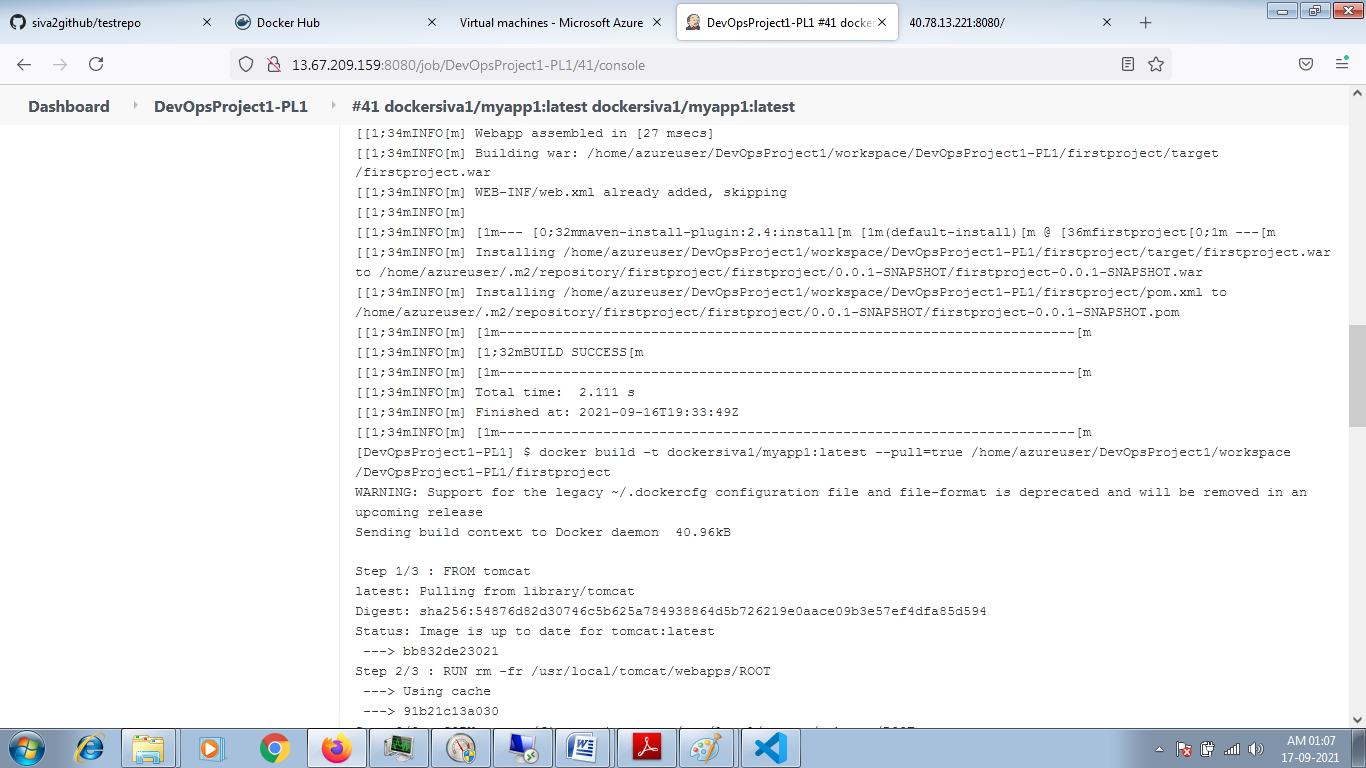 siva2github/testrepo
Docker Hub
Virtual machines - Microsoft Azure
DevOpsProject1-PL1 #41 docker
40.78.13.221:8080/
13.67.209.159:8080/job/DevOpsProject1-PL1/41/console
Dashboard
DevOpsProject1-PL1
#41 dockersiva1/myapp1:latest dockersiva1/myapp1:latest
[[1;34mINFO[m] Webapp assembled in [27 msecs]
[[1;34mINFO[m] Building war: /home/azureuser/DevOpsProject1/workspace/DevOpsProject1-PL1/firstproject/target
/firstproject.war
[[1;34mINFO[m] WEB-INF/web.xml already added, skipping
[[1;34mINFO[m]
[[1;34mINFO[m] [1m--- [0;32mmaven-install-plugin:2.4:install[m [1m(default-install)[m @ [36mfirstproject[0;1m ---[m
[[1;34mINFO[m] Installing /home/azureuser/DevOpsProject1/workspace/DevOpsProject1-PL1/firstproject/target/firstproject.war
to /home/azureuser/.m2/repository/firstproject/firstproject/0.0.1-SNAPSHOT/firstproject-0.0.1-SNAPSHOT.war
[[1;34mINFO[m] Installing /home/azureuser/DevOpsProject1/workspace/DevOpsProject1-PL1/firstproject/pom.xml to
/home/azureuser/.m2/repository/firstproject/firstproject/0.0.1-SNAPSHOT/firstproject-0.0.1-SNAPSHOT.pom
[[1;34mINFO[m] [1m------------------------------------------------------------------------[m
[[1;34mINFO[m] [1;32mBUILD SUCCESS[m
[[1;34mINFO[m] [1m------------------------------------------------------------------------[m
[[1;34mINFO[m] Total time:  2.111 s
[[1;34mINFO[m] Finished at: 2021-09-16T19:33:49Z
[[1;34mINFO[m] [1m------------------------------------------------------------------------[m
[DevOpsProject1-PL1] $ docker build -t dockersiva1/myapp1:latest --pull=true /home/azureuser/DevOpsProject1/workspace
/DevOpsProject1-PL1/firstproject
WARNING: Support for the legacy ~/.dockercfg configuration file and file-format is deprecated and will be removed in an
upcoming release
Sending build context to Docker daemon  40.96kB
Step 1/3 : FROM tomcat
latest: Pulling from library/tomcat
Digest: sha256:54876d82d30746c5b625a784938864d5b726219e0aace09b3e57ef4dfa85d594
Status: Image is up to date for tomcat:latest
---> bb832de23021
Step 2/3 : RUN rm -fr /usr/local/tomcat/webapps/ROOT
---> Using cache
---> 91b21c13a030
AM 01:07
17-09-2021